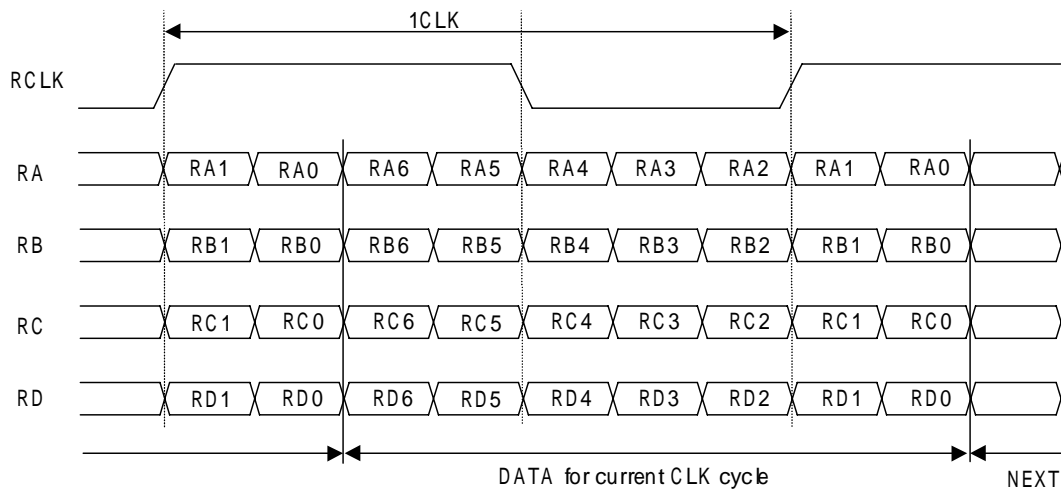 1CLK
RCLK
RA RA1 RA0 RA6 RA5 RA4 RA3 RA2 RA1 RA0
RB RB1 RB0 RB6 RB5 RB4 RB3 RB2 RB1 RB0
RC RC1 RC0 RC6 RC5 RC4 RC3 RC2 RC1 RC0
RD RD1 RD0 RD6 RD5 RD4 RD3 RD2 RD1 RD0
DATA for current CLK cycle NEXT